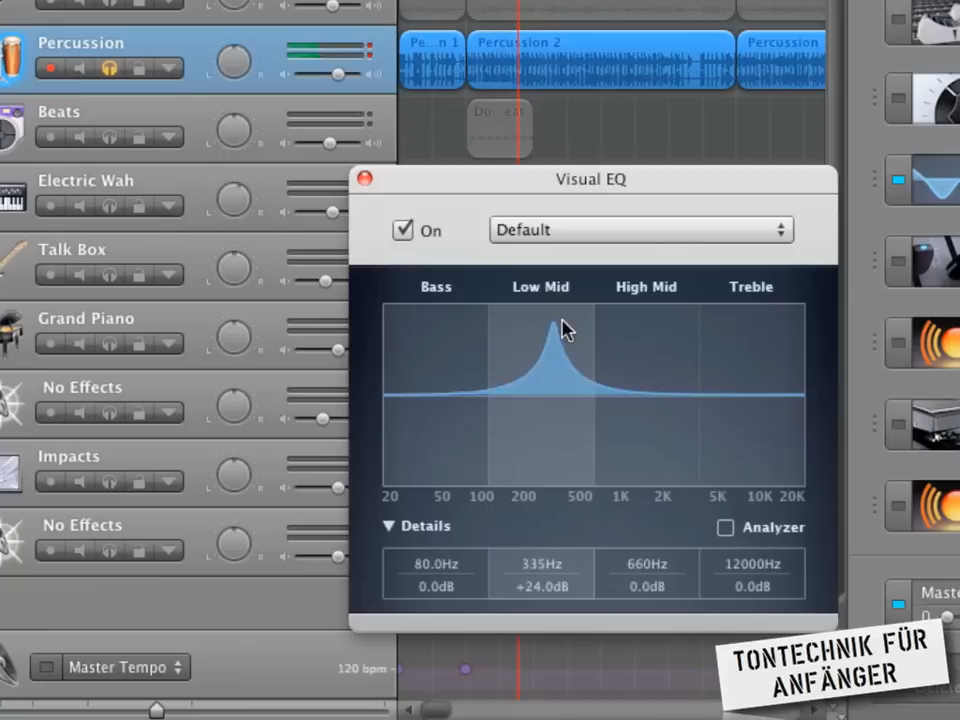 Percussion
Pe...n 1
Percussion 2
Percussion
Beats
Electric Wah
Talk Box
Grand Piano
No Effects
Impacts
No Effects
Visual EQ
On
Default
Bass Low Mid High Mid Treble
20 50 100 200 500 1K 2K 5K 10K 20K
Details
Analyzer
80.0Hz 335Hz 660Hz 12000Hz
0.0dB +24.0dB 0.0dB 0.0dB
Master Tempo
120 bpm
Maste
0
TONTECHNIK FÜR
ANFÄNGER